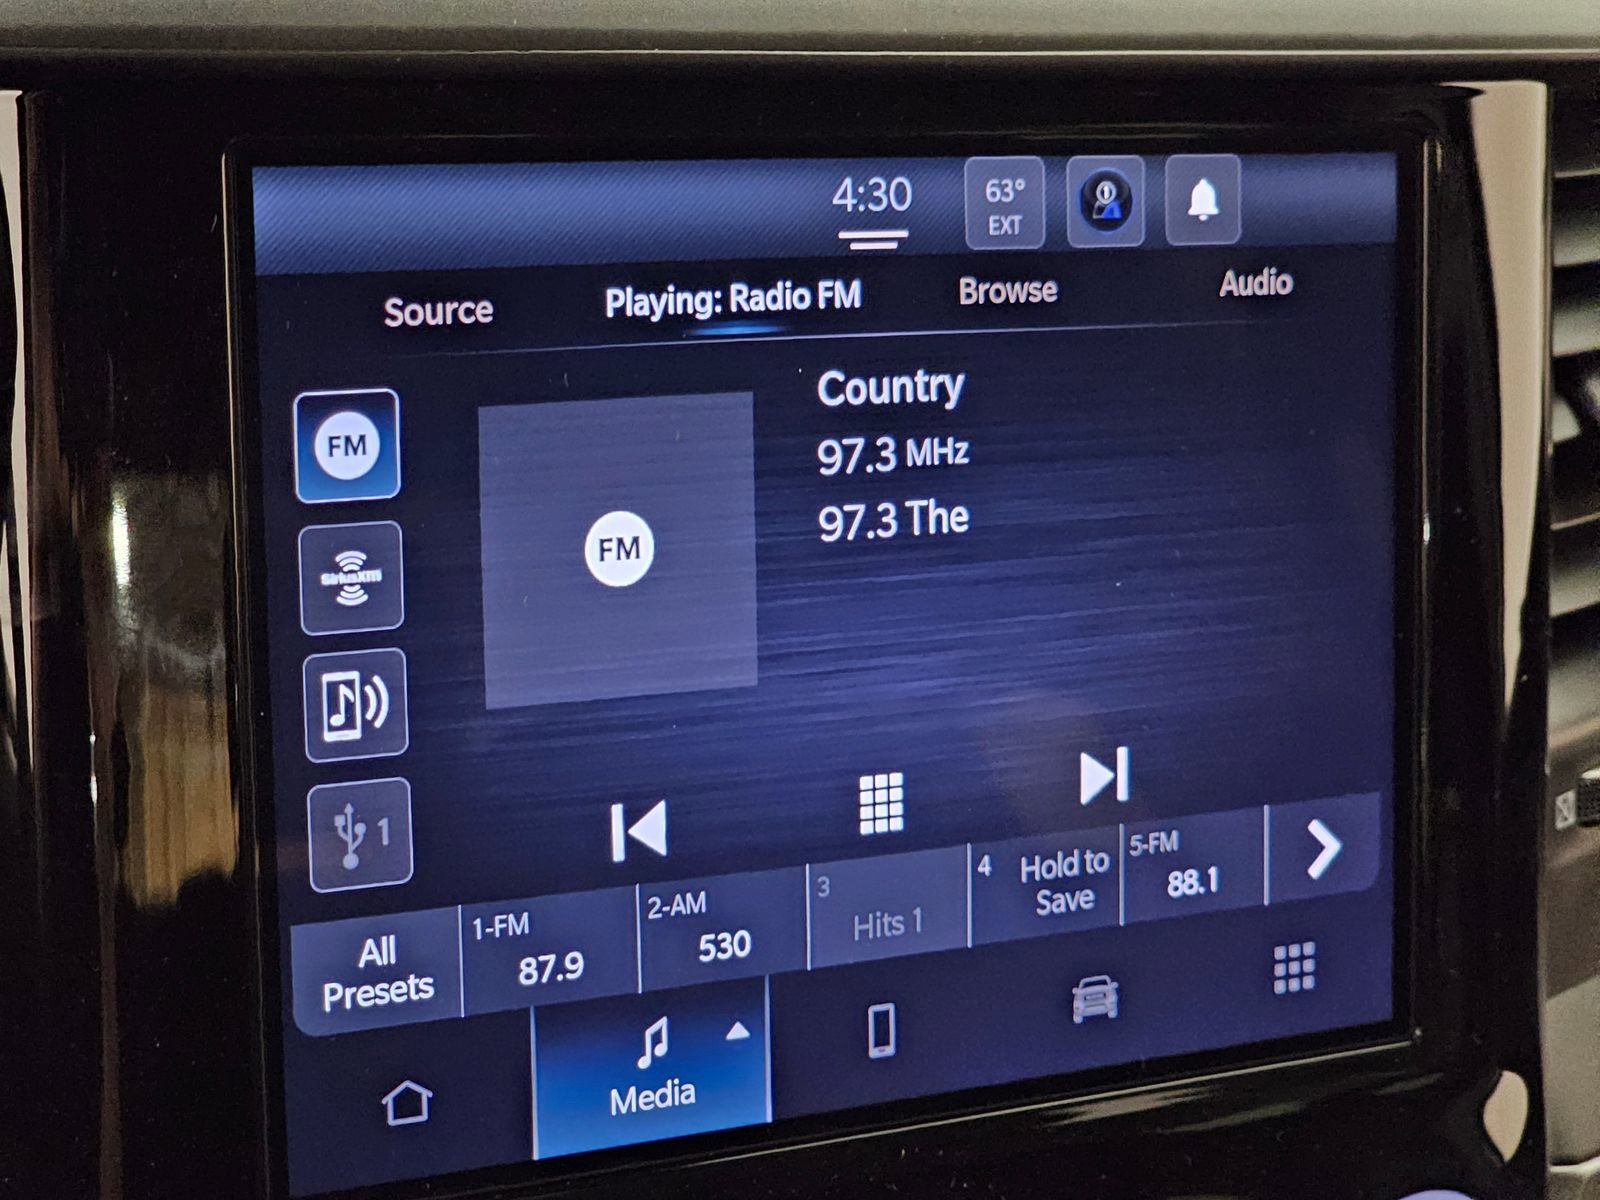 4:30
63°
EXT
Source
Playing: Radio FM
Browse
Audio
FM
SiriusXM
1
FM
Country
97.3 MHz
97.3 The
All
Presets
1-FM
87.9
2-AM
530
3
Hits 1
4
Hold to
Save
5-FM
88.1
Media